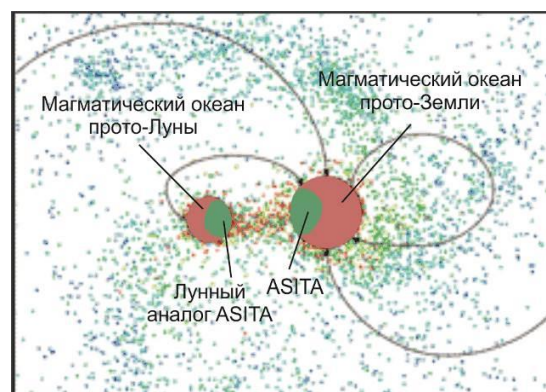 Магматический океан
прото-Земли
Магматический океан
прото-Луны
Лунный
аналог ASITA
ASITA